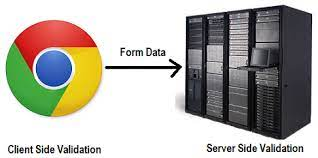 Form Data
Client Side Validation
Server Side Validation